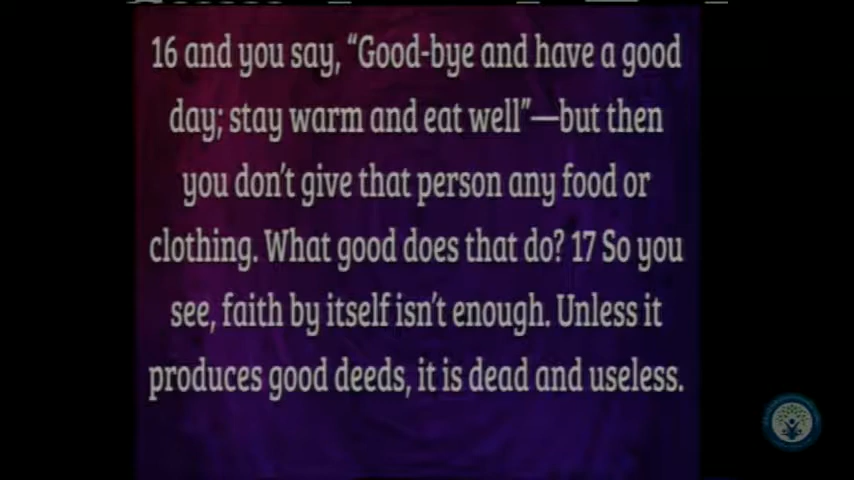 16 and you say, “Good-bye and have a good
day; stay warm and eat well”—but then
you don’t give that person any food or
clothing. What good does that do? 17 So you
see, faith by itself isn’t enough. Unless it
produces good deeds, it is dead and useless.